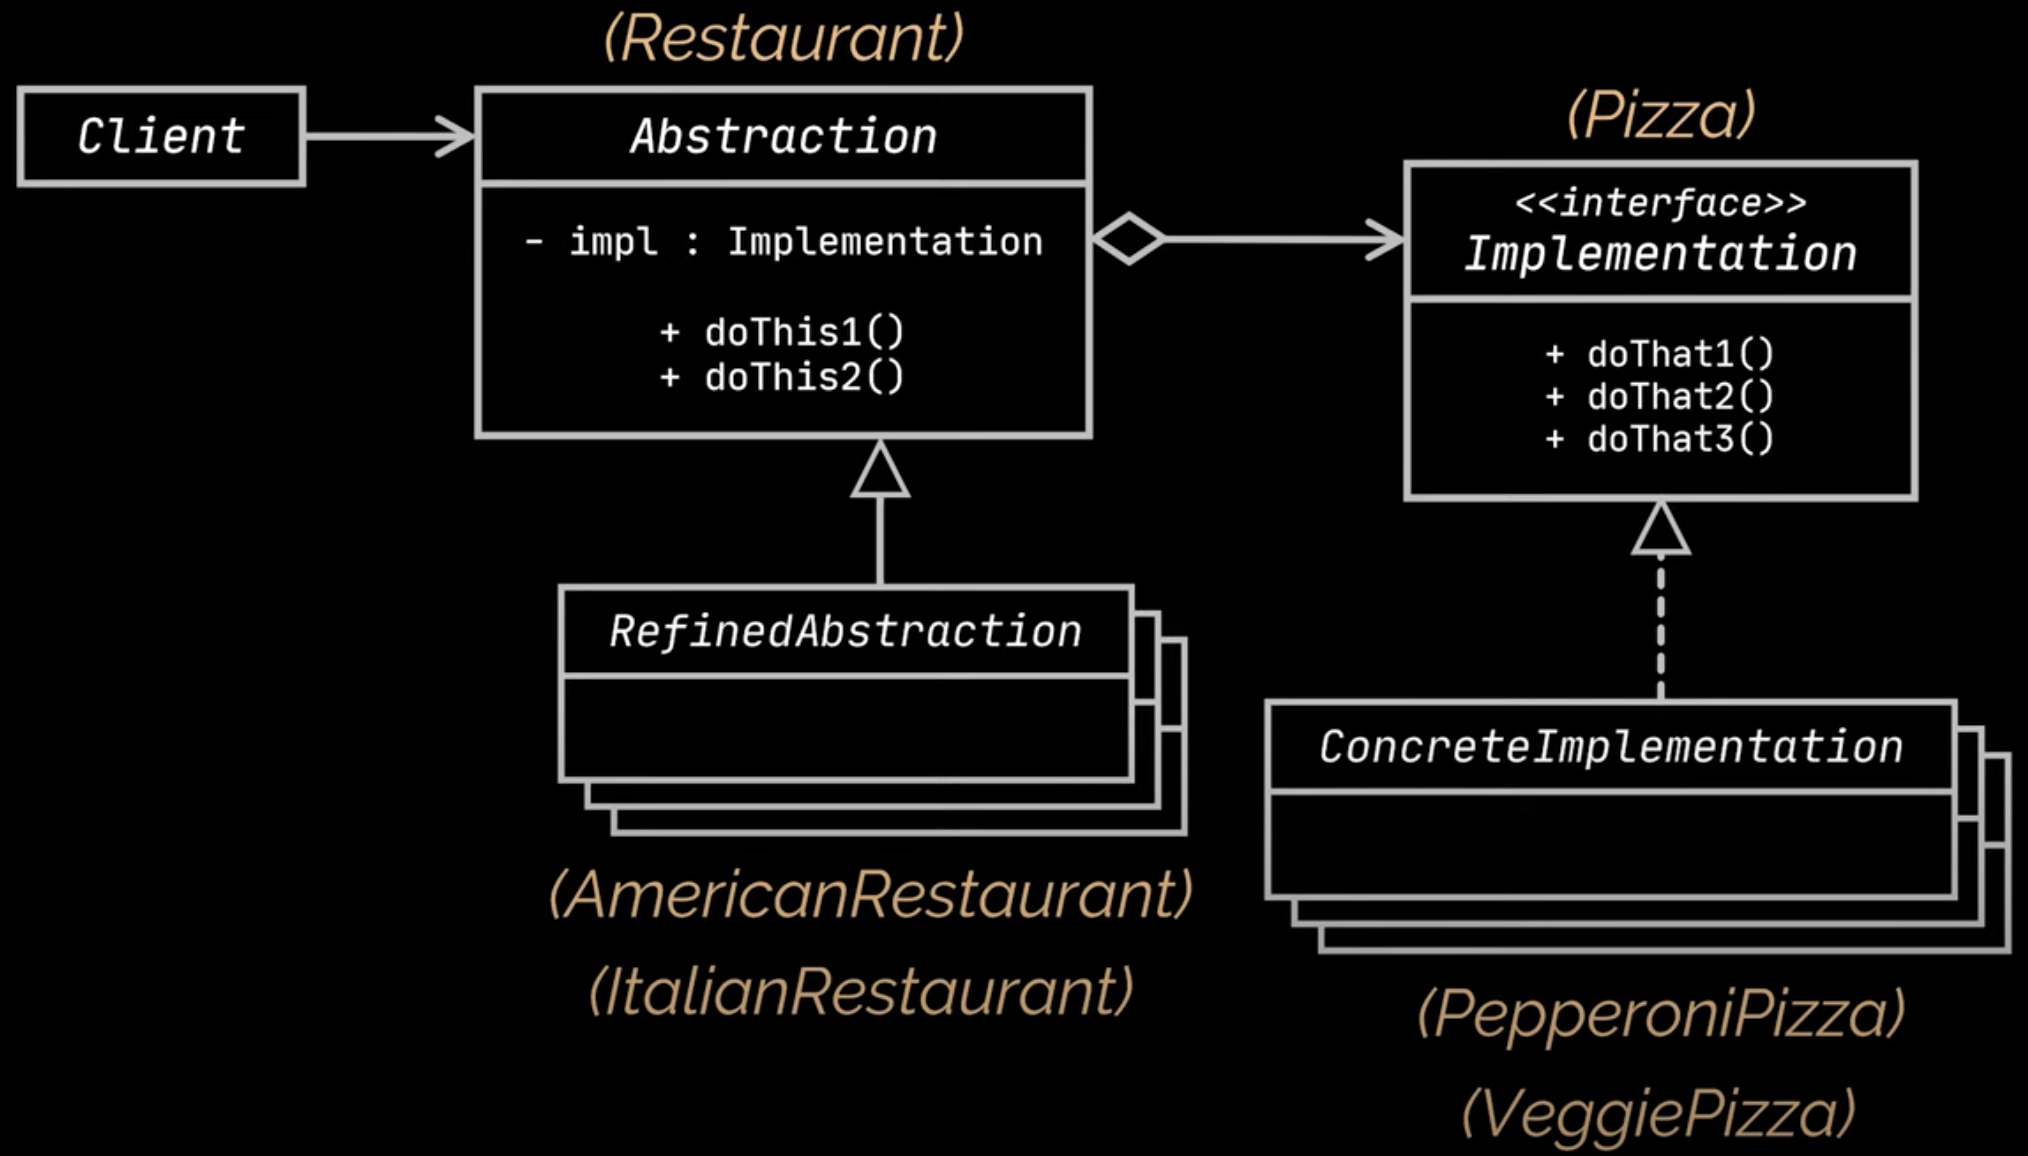 (Restaurant)
Client
Abstraction
- impl : Implementation
+ doThis1()
+ doThis2()
(Pizza)
<<interface>>
Implementation
+ doThat1()
+ doThat2()
+ doThat3()
RefinedAbstraction
(AmericanRestaurant)
(ItalianRestaurant)
ConcreteImplementation
(PepperoniPizza)
(VeggiePizza)